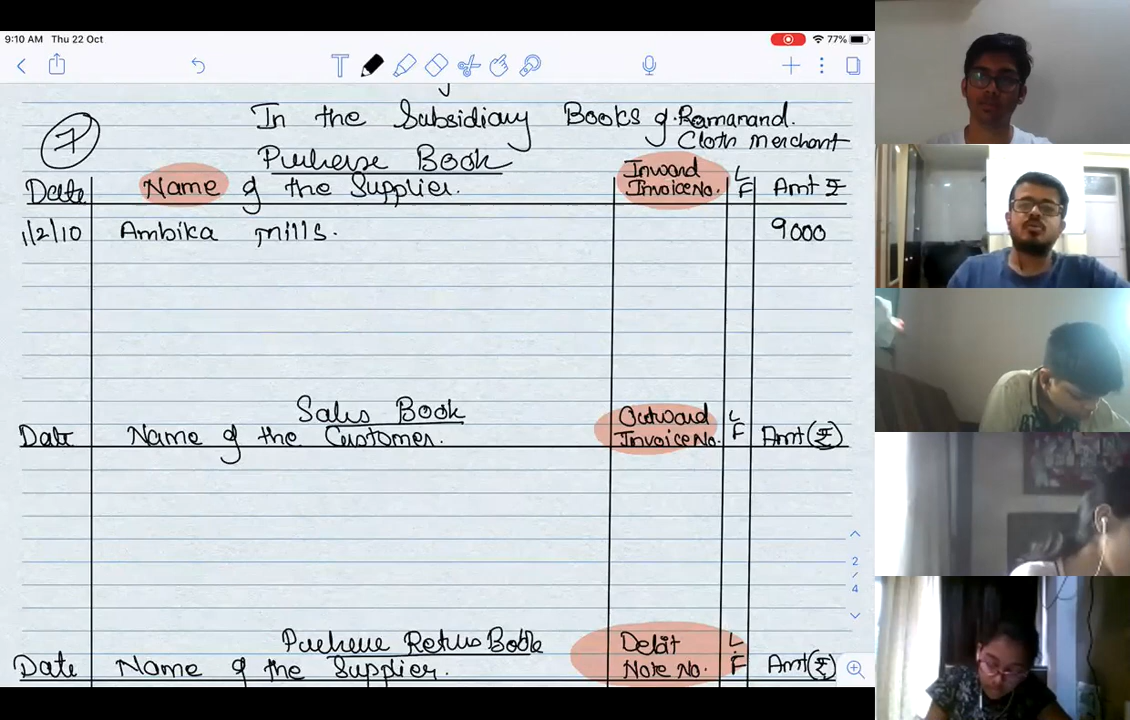 9:10 AM Thu 22 Oct 77%
T
In the Subsidiary Books of Ramanand
Cloth Merchant
7
Purchase Book
Date Name of the Supplier. Inward Invoice No. L F Amt ₹
1/2/10 Ambika Mills. 9000
Sales Book
Date Name of the Customer. Outward Invoice No. L F Amt (₹)
2
/
4
Purchase Return Book
Date Name of the Supplier. Debit Note No. L.F Amt (₹)